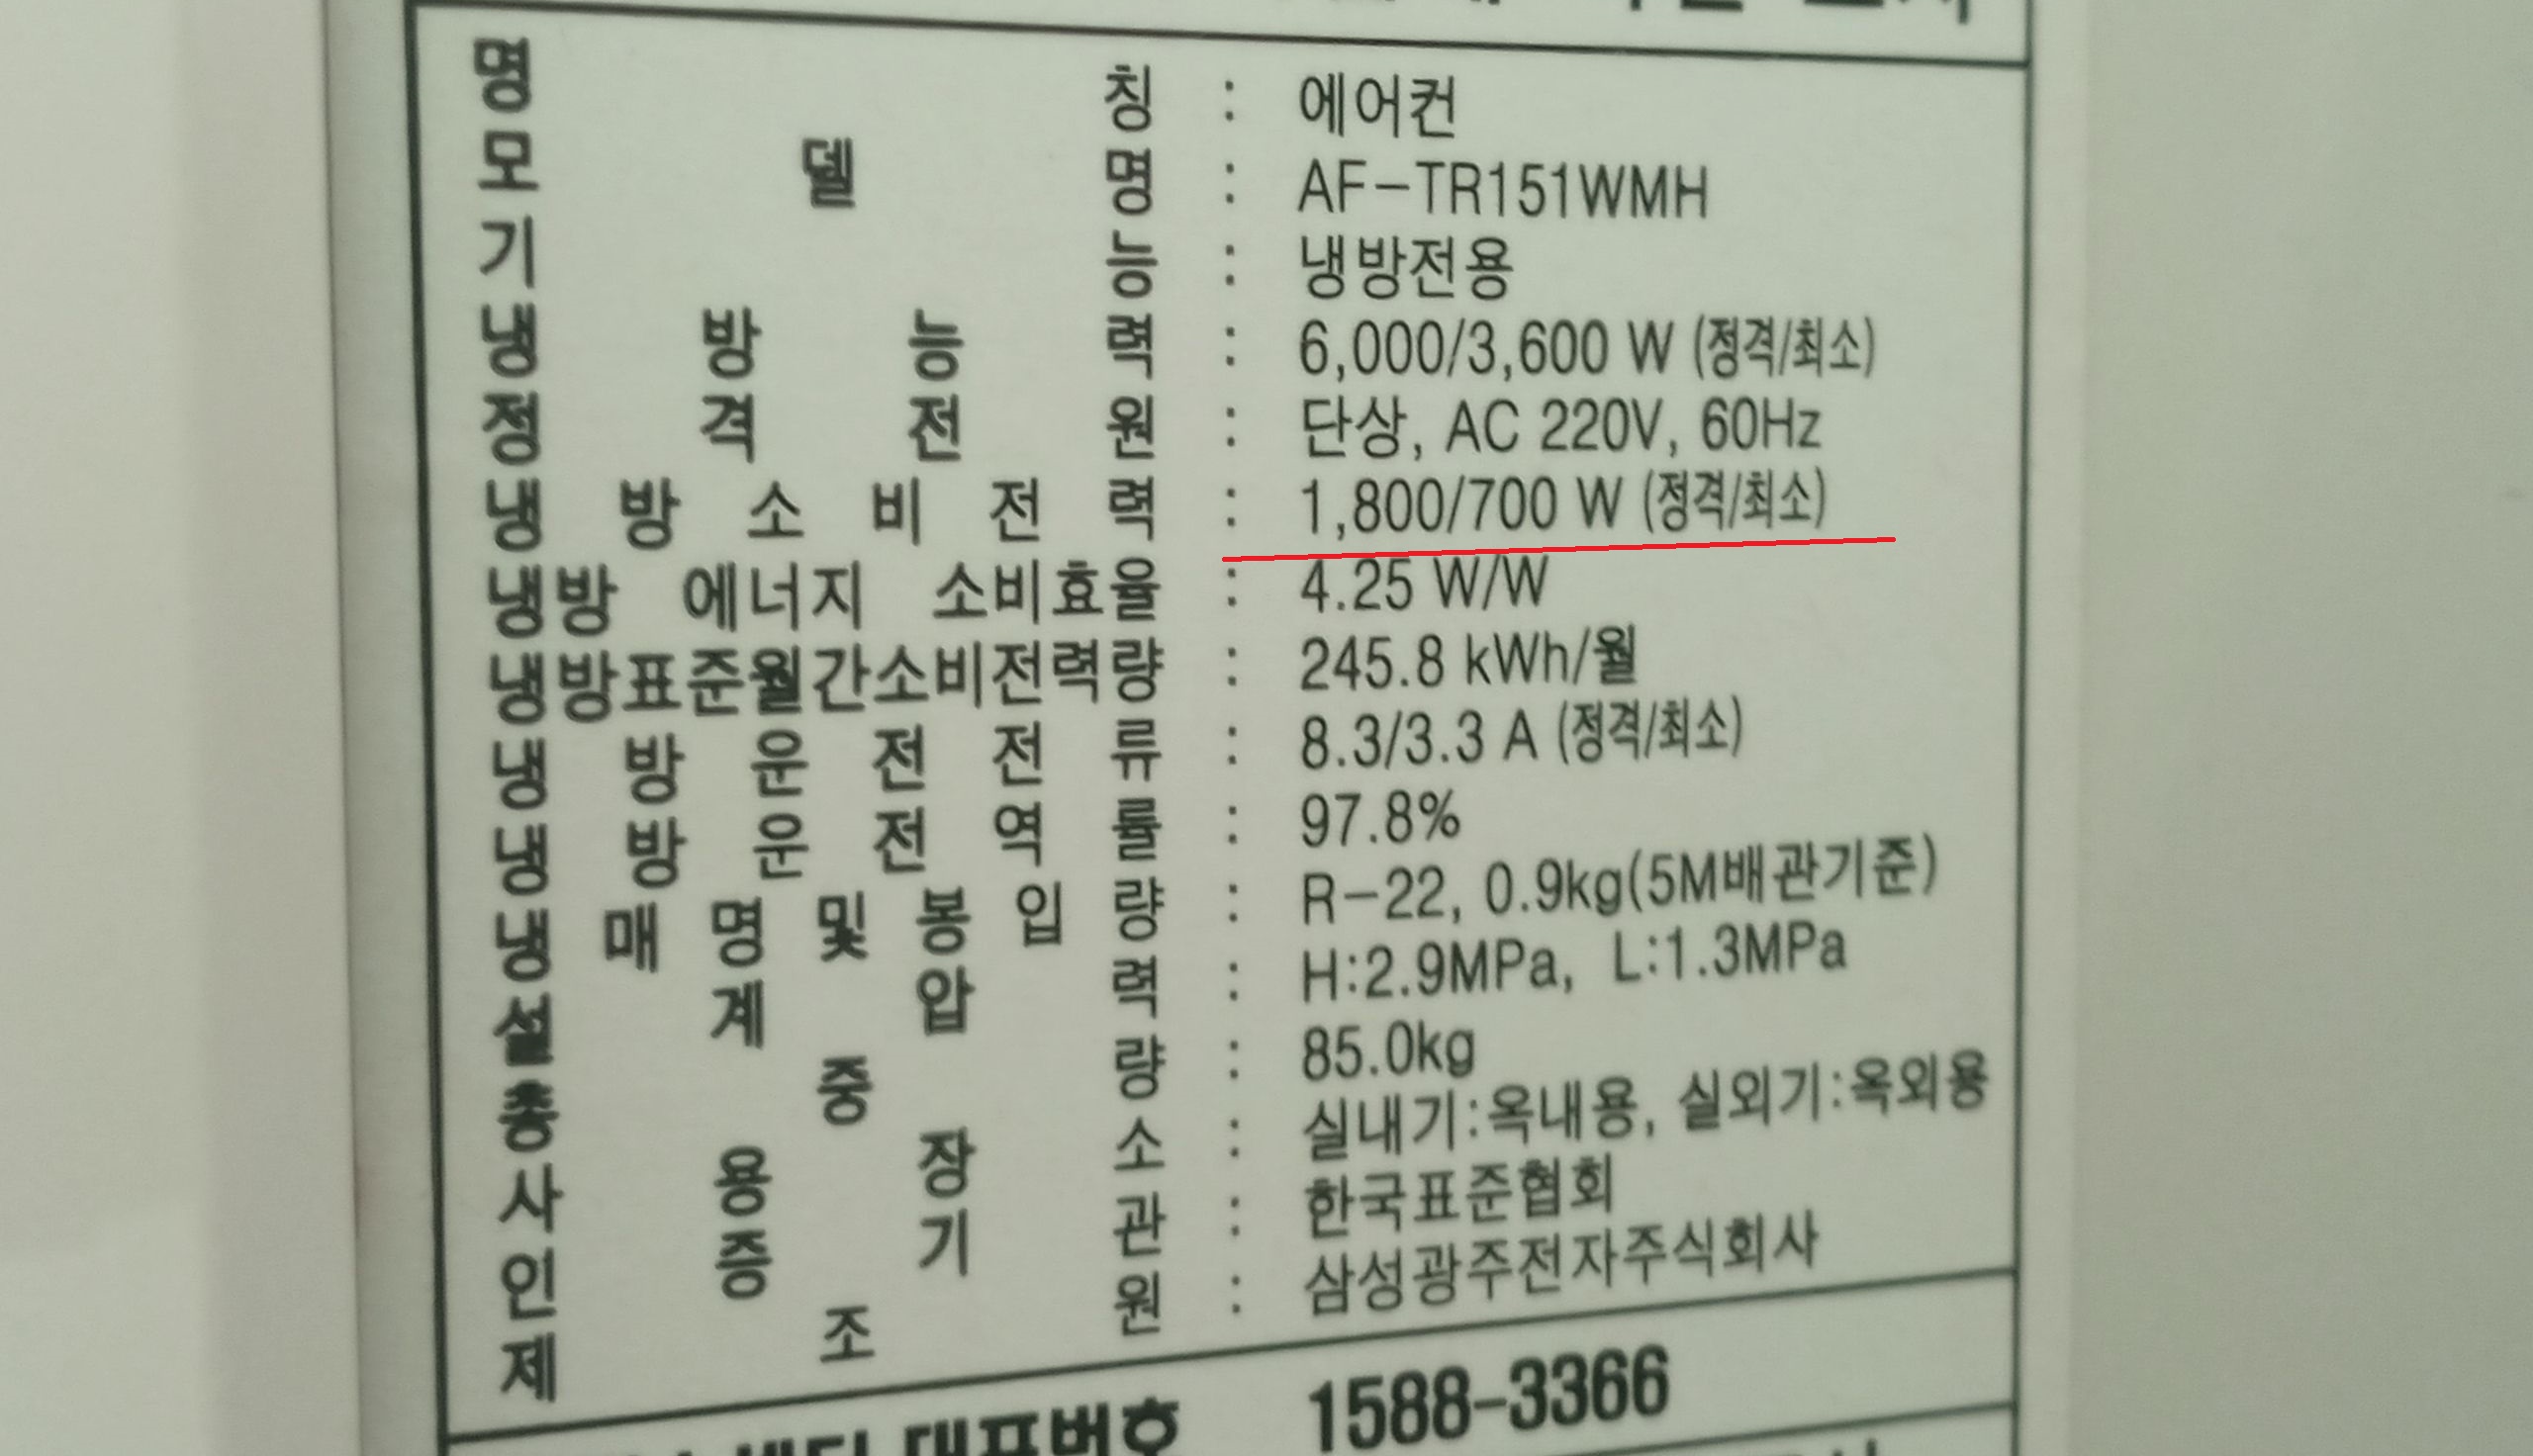 명칭 : 에어컨
모델명 : AF-TR151WMH
기능 : 냉방전용
냉방능력 : 6,000/3,600 W (정격/최소)
정격전원 : 단상, AC 220V, 60Hz
냉방소비전력 : 1,800/700 W (정격/최소)
냉방 에너지 소비효율 : 4.25 W/W
냉방표준월간소비전력량 : 245.8 kWh/월
냉방운전전류 : 8.3/3.3 A (정격/최소)
냉방운전역률 : 97.8%
냉매명및봉입량 : R-22, 0.9kg(5M배관기준)
설계압력 : H:2.9MPa, L:1.3MPa
총중량 : 85.0kg
사용장소 : 실내기:옥내용, 실외기:옥외용
인증기관 : 한국표준협회
제조원 : 삼성광주전자주식회사
대표번호 1588-3366